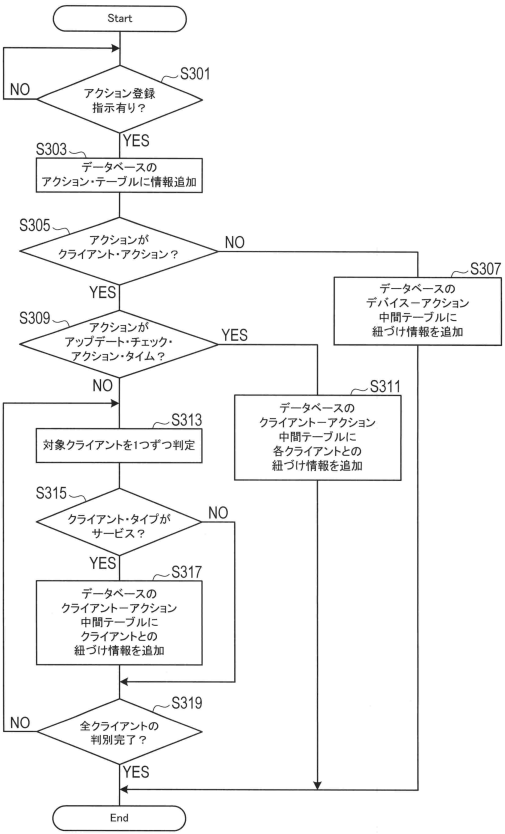 Start
S301
NO
アクション登録
指示有り？
YES
S303
データベースの
アクション・テーブルに情報追加
S305
アクションが
クライアント・アクション？
NO
YES
S307
データベースの
デバイスーアクション
中間テーブルに
紐づけ情報を追加
S309
アクションが
アップデート・チェック・
アクション・タイム？
YES
NO
S311
データベースの
クライアントーアクション
中間テーブルに
各クライアントとの
紐づけ情報を追加
S313
対象クライアントを1つずつ判定
S315
クライアント・タイプが
サービス？
NO
YES
S317
データベースの
クライアントーアクション
中間テーブルに
クライアントとの
紐づけ情報を追加
S319
NO
全クライアントの
判別完了？
YES
End